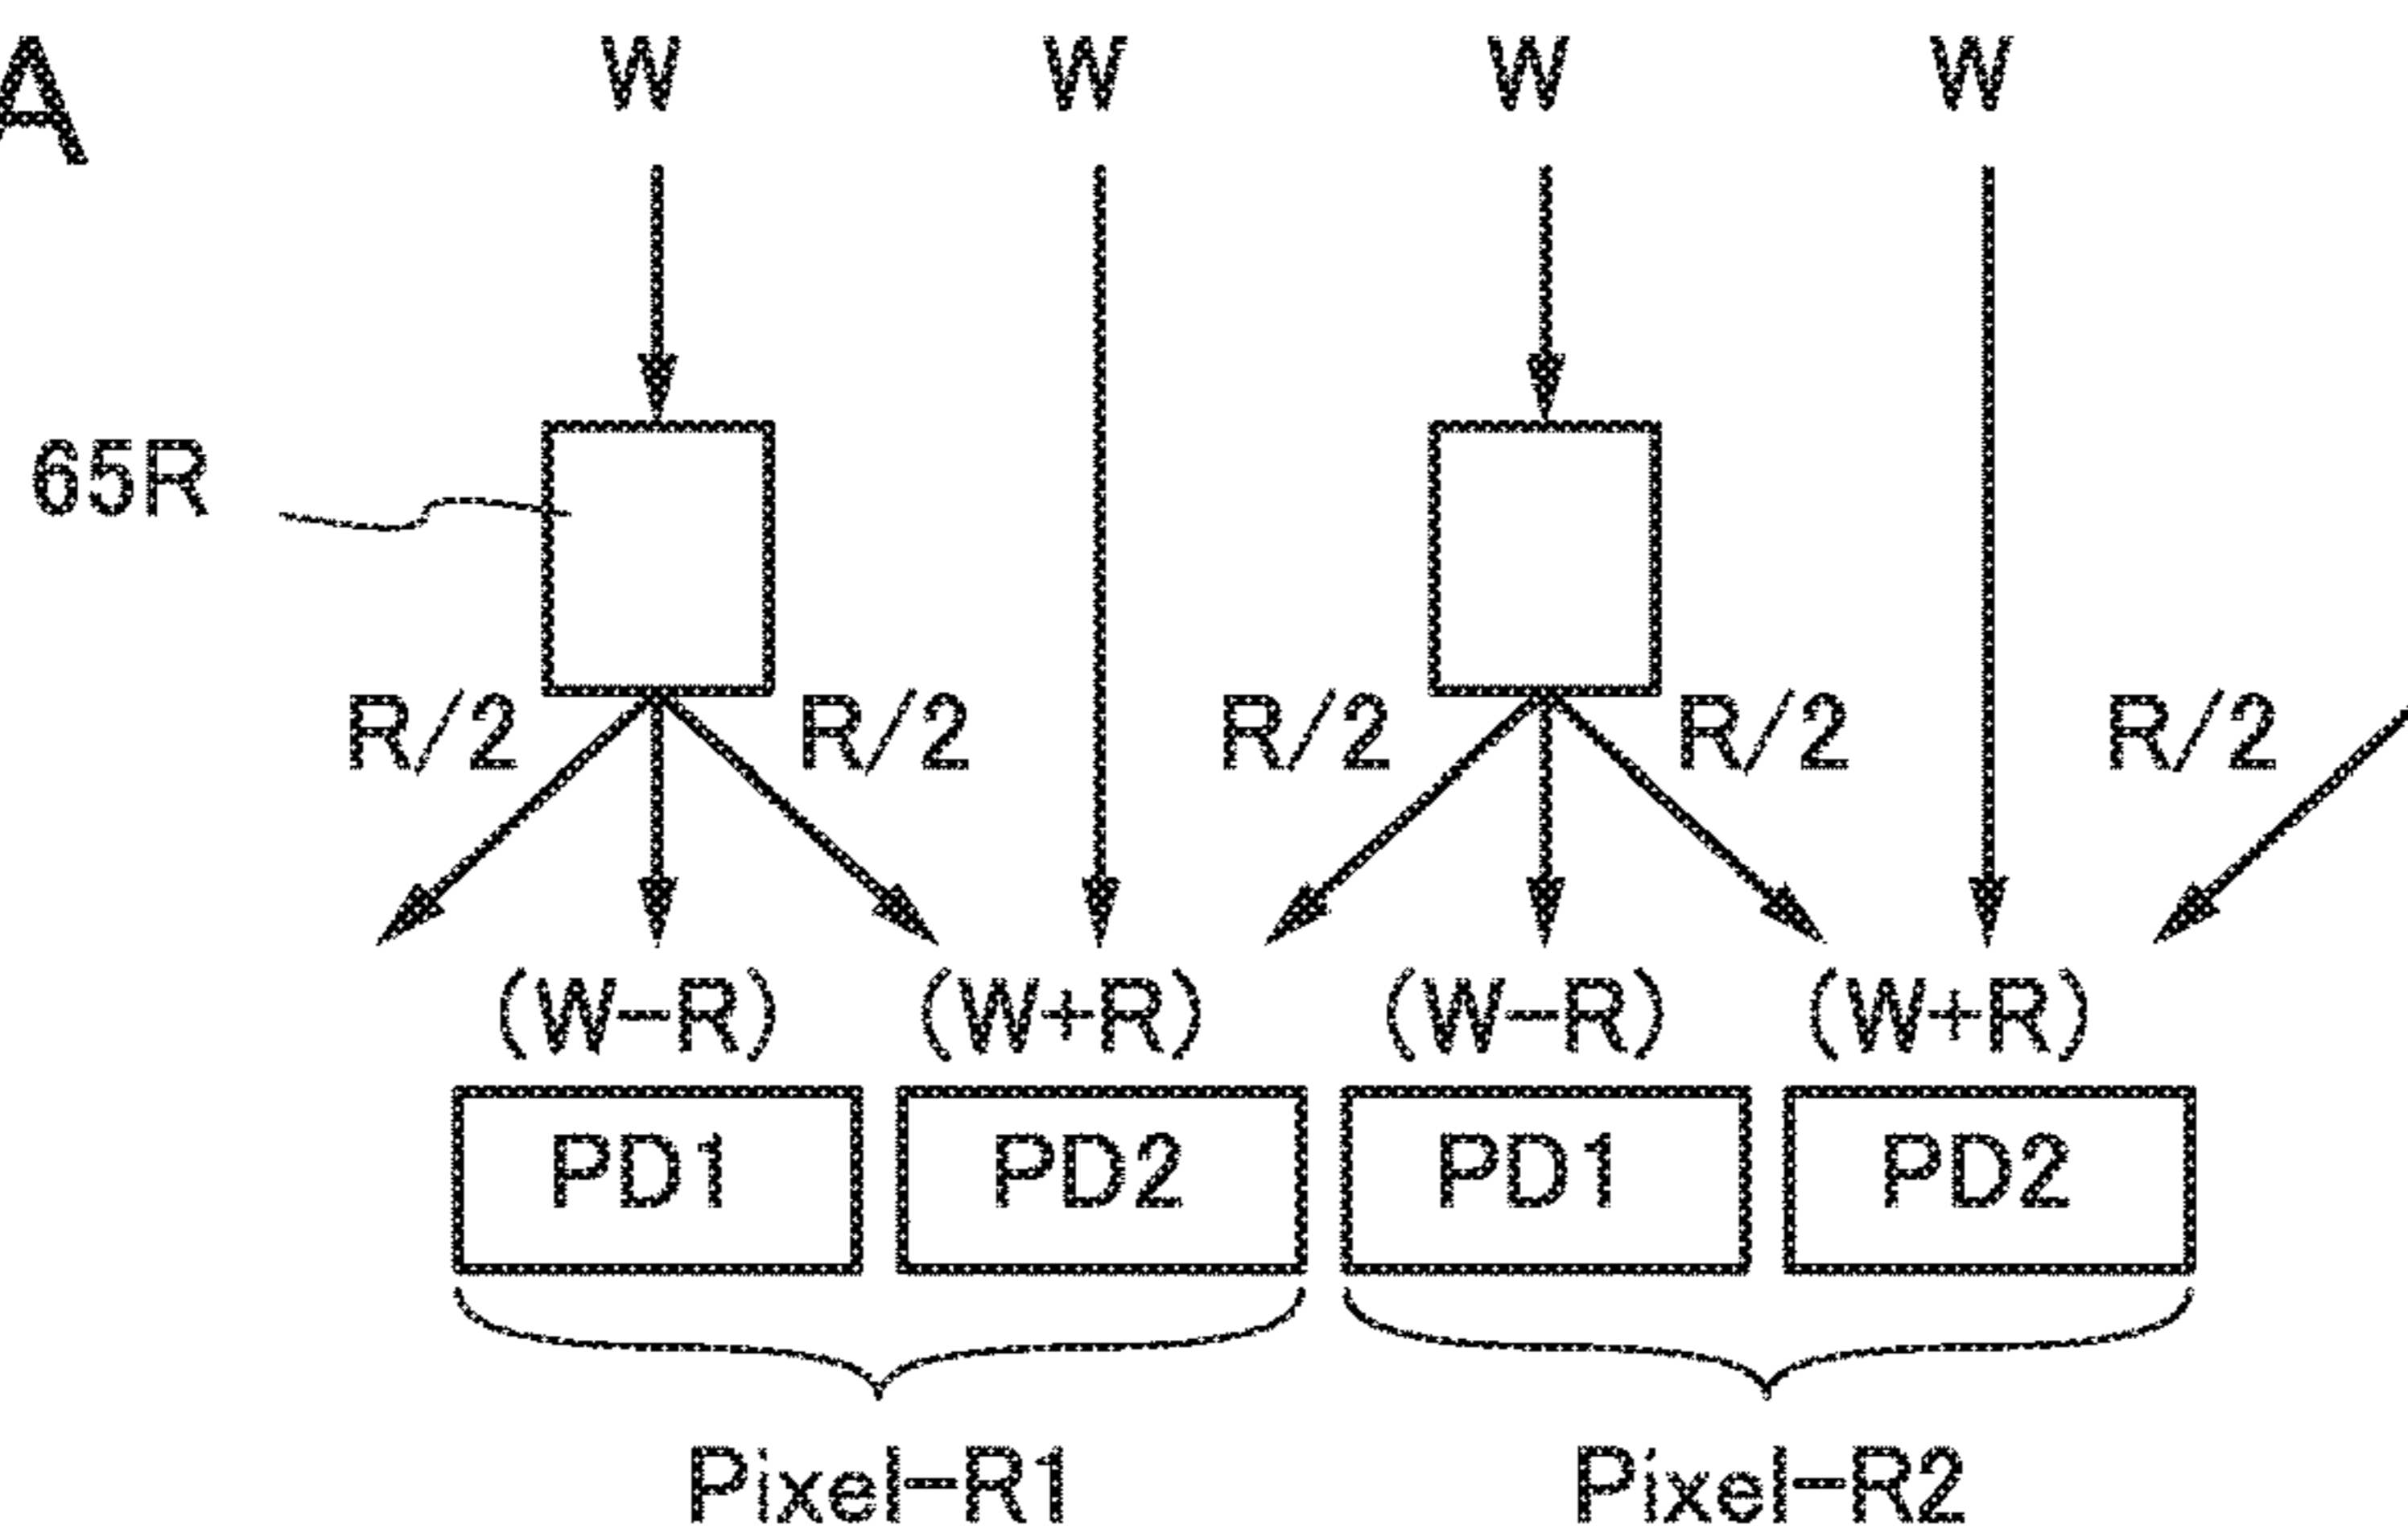 A
W W W W
65R
R/2 R/2 R/2 R/2 R/2
(W-R) (W+R) (W-R) (W+R)
PD1 PD2 PD1 PD2
Pixel-R1 Pixel-R2